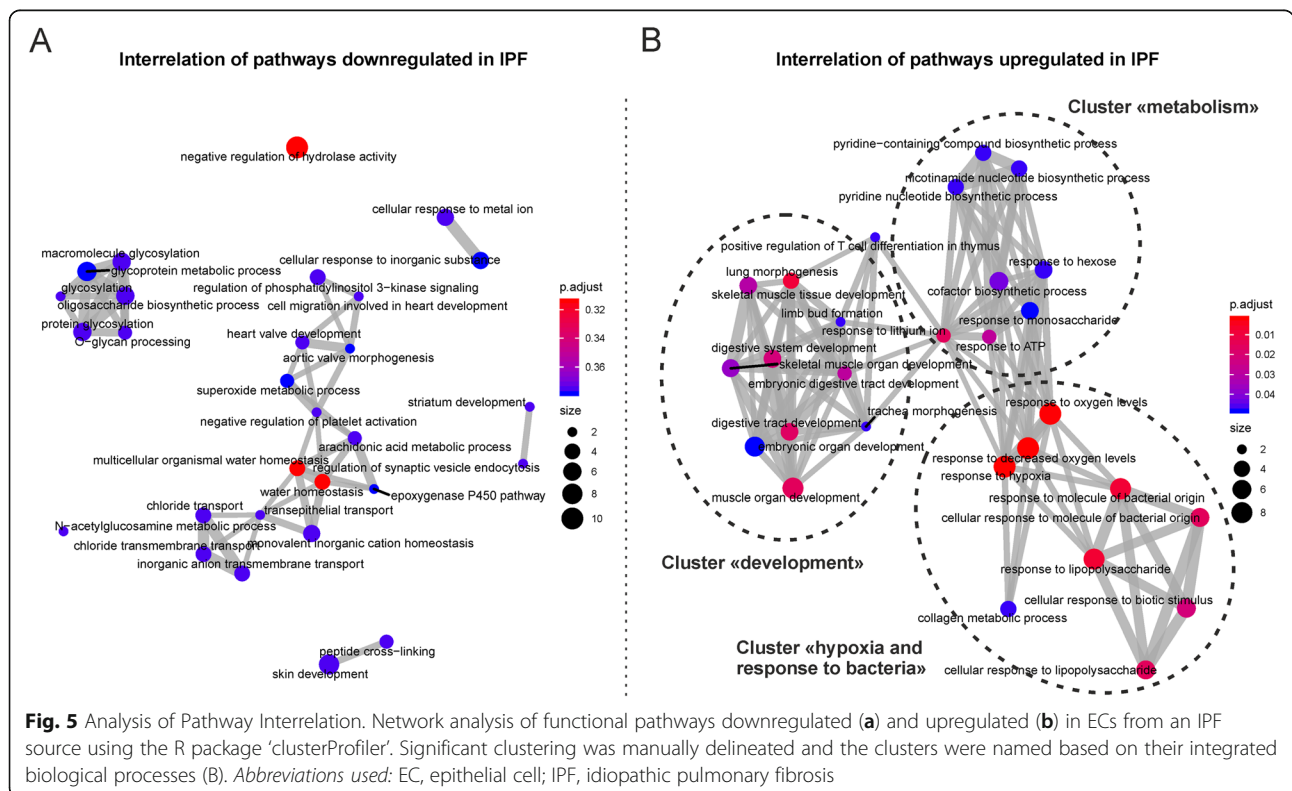 A
Interrelation of pathways downregulated in IPF
negative regulation of hydrolase activity
cellular response to metal ion
macromolecule glycosylation
glycoprotein metabolic process
cellular response to inorganic substance
glycosylation
regulation of phosphatidylinositol 3−kinase signaling
oligosaccharide biosynthetic process
cell migration involved in heart development
protein glycosylation
O−glycan processing
heart valve development
aortic valve morphogenesis
superoxide metabolic process
striatum development
negative regulation of platelet activation
arachidonic acid metabolic process
multicellular organismal water homeostasis
regulation of synaptic vesicle endocytosis
water homeostasis
epoxygenase P450 pathway
chloride transport
transepithelial transport
N−acetylglucosamine metabolic process
monovalent inorganic cation homeostasis
chloride transmembrane transport
inorganic anion transmembrane transport
peptide cross−linking
skin development
p.adjust
0.32
0.34
0.36
size
2
4
6
8
10
B
Interrelation of pathways upregulated in IPF
Cluster «metabolism»
pyridine−containing compound biosynthetic process
nicotinamide nucleotide biosynthetic process
pyridine nucleotide biosynthetic process
positive regulation of T cell differentiation in thymus
response to hexose
lung morphogenesis
cofactor biosynthetic process
skeletal muscle tissue development
limb bud formation
response to monosaccharide
response to lithium ion
response to ATP
digestive system development
skeletal muscle organ development
embryonic digestive tract development
trachea morphogenesis
response to oxygen levels
digestive tract development
embryonic organ development
response to decreased oxygen levels
response to hypoxia
muscle organ development
response to molecule of bacterial origin
cellular response to molecule of bacterial origin
Cluster «development»
response to lipopolysaccharide
cellular response to biotic stimulus
collagen metabolic process
Cluster «hypoxia and
response to bacteria»
cellular response to lipopolysaccharide
p.adjust
0.01
0.02
0.03
0.04
size
2
4
6
8
Fig. 5 Analysis of Pathway Interrelation. Network analysis of functional pathways downregulated (a) and upregulated (b) in ECs from an IPF
source using the R package ‘clusterProfiler’. Significant clustering was manually delineated and the clusters were named based on their integrated
biological processes (B). Abbreviations used: EC, epithelial cell; IPF, idiopathic pulmonary fibrosis